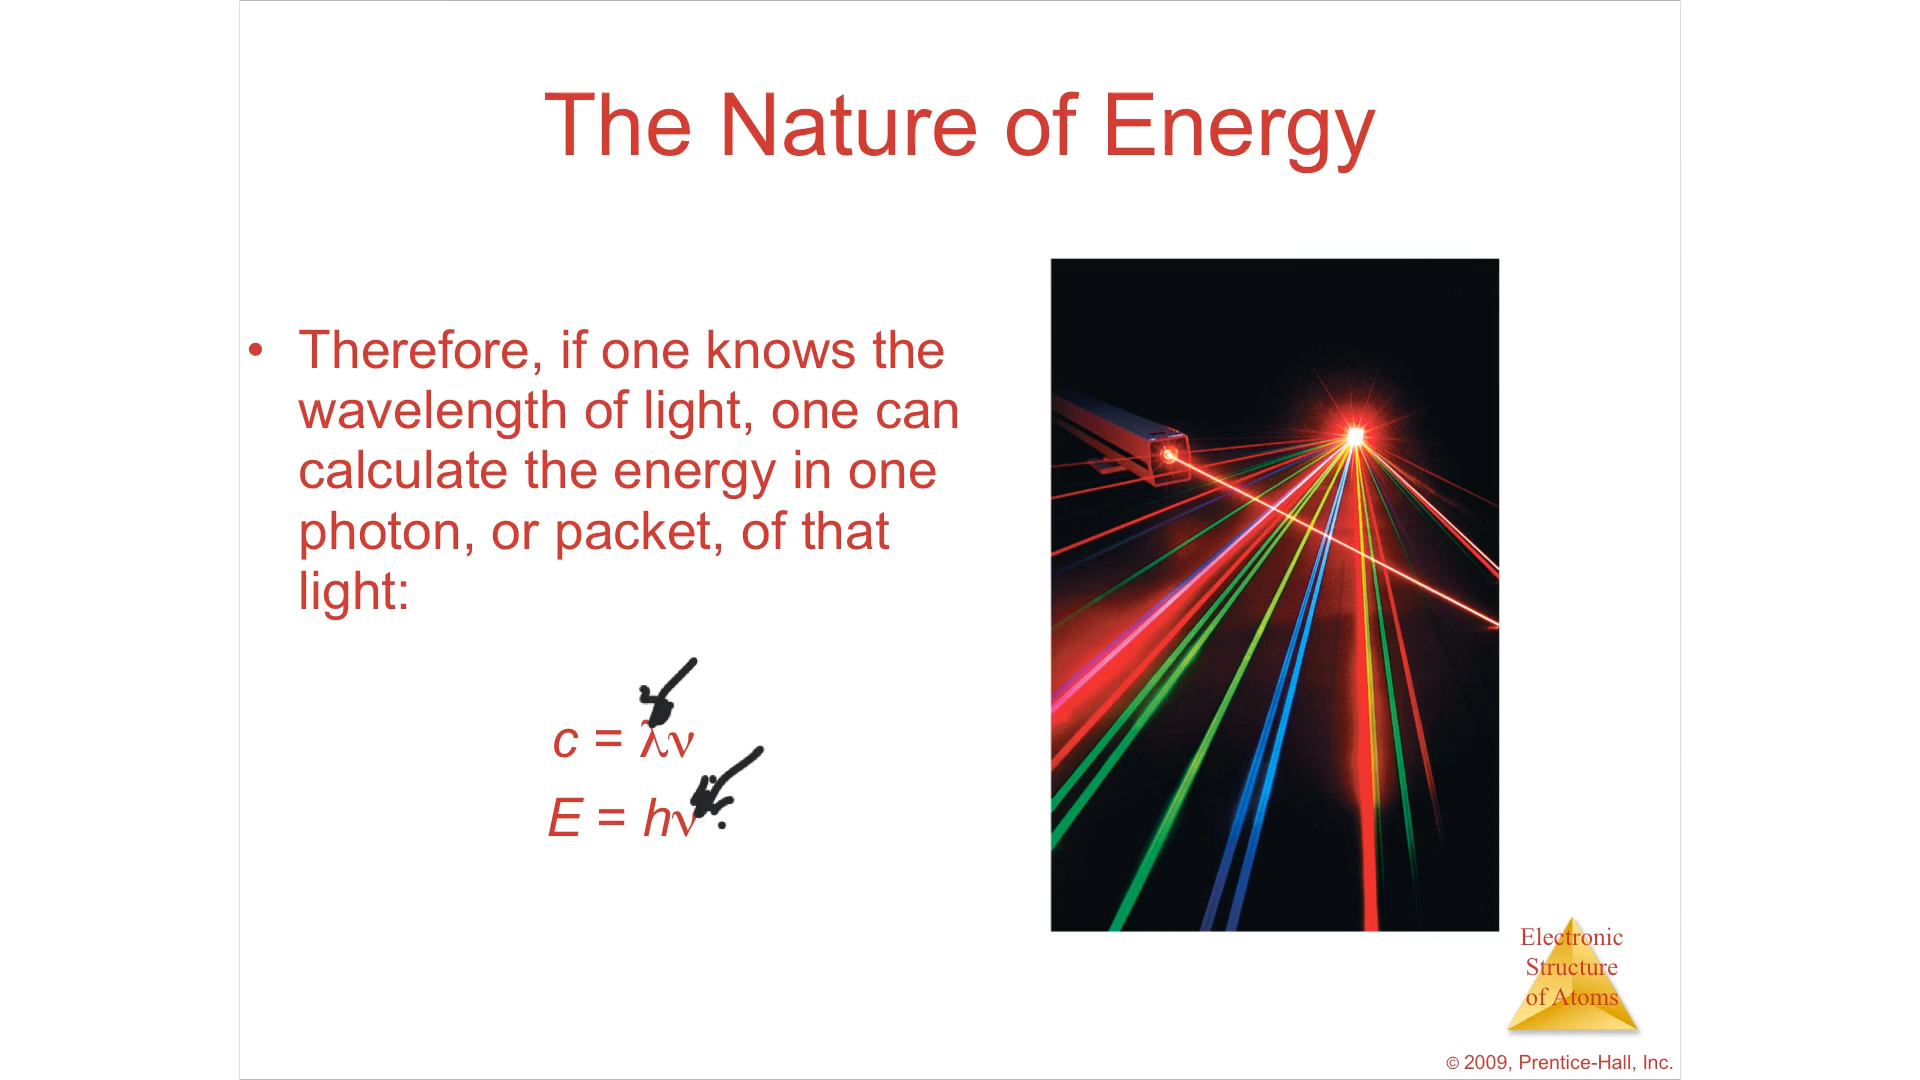 The Nature of Energy
• Therefore, if one knows the
wavelength of light, one can
calculate the energy in one
photon, or packet, of that
light:
c = λν
E = hν
Electronic
Structure
of Atoms
© 2009, Prentice-Hall, Inc.